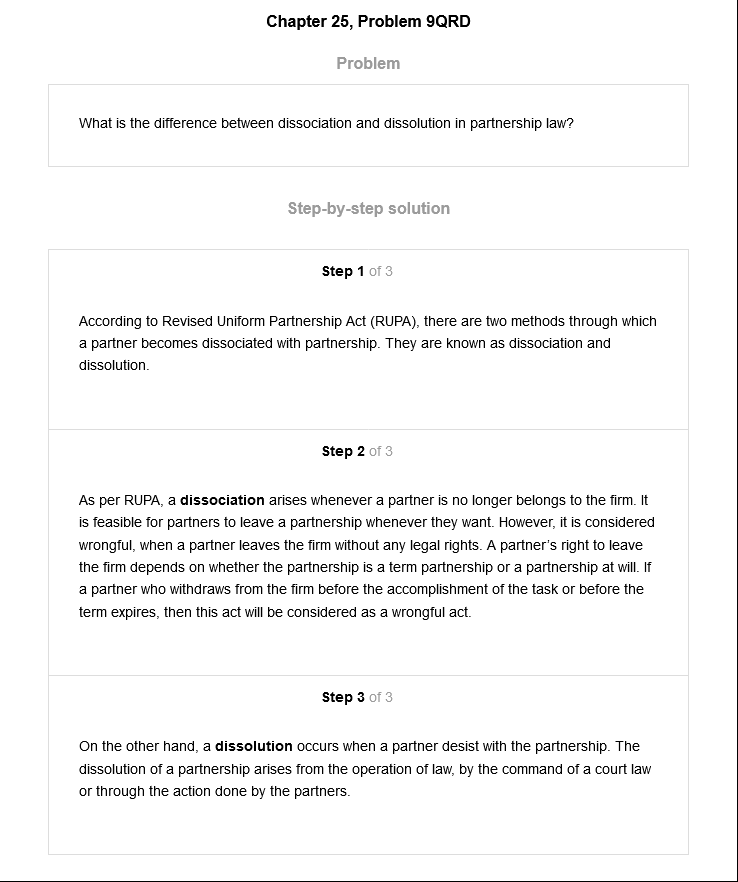 Chapter 25, Problem 9QRD
Problem
What is the difference between dissociation and dissolution in partnership law?
Step-by-step solution
Step 1 of 3
According to Revised Uniform Partnership Act (RUPA), there are two methods through which
a partner becomes dissociated with partnership. They are known as dissociation and
dissolution.
Step 2 of 3
As per RUPA, a dissociation arises whenever a partner is no longer belongs to the firm. It
is feasible for partners to leave a partnership whenever they want. However, it is considered
wrongful, when a partner leaves the firm without any legal rights. A partner’s right to leave
the firm depends on whether the partnership is a term partnership or a partnership at will. If
a partner who withdraws from the firm before the accomplishment of the task or before the
term expires, then this act will be considered as a wrongful act.
Step 3 of 3
On the other hand, a dissolution occurs when a partner desist with the partnership. The
dissolution of a partnership arises from the operation of law, by the command of a court law
or through the action done by the partners.